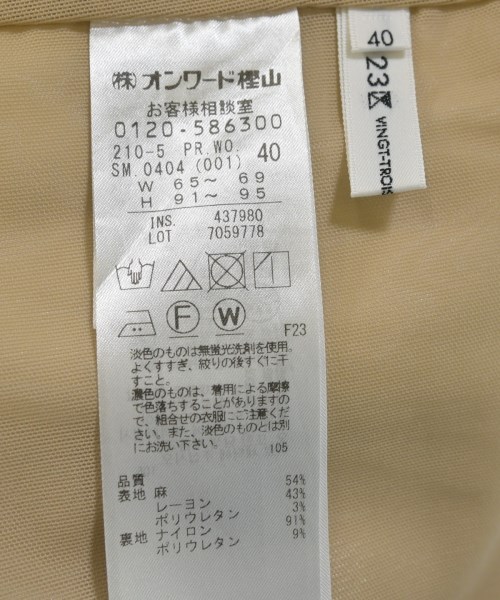 (株)オンワード樫山
お客様相談室
0120-586300
210-5 PR.WO. 40
SM.0404 (001)
W 65〜 69
H 91〜 95
INS. 437980
LOT 7059778
F W
F23
淡色のものは無蛍光洗剤を使用。
よくすすぎ、絞りの後すぐに干
すこと。
濃色のものは、着用による摩擦
で色落ちすることがありますの
で、組合せの衣服にご注意くだ
さい。また、淡色のものとは別
にお洗い下さい。
105
品質
表地 麻 54%
レーヨン 43%
ポリウレタン 3%
裏地 ナイロン 91%
ポリウレタン 9%
40
23K
VINGT-TROIS